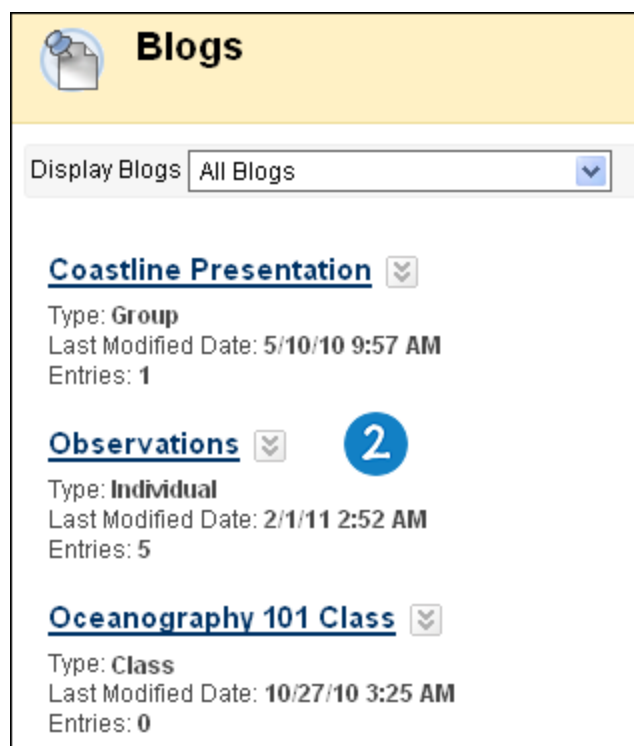 Blogs
Display Blogs All Blogs
Coastline Presentation
Type: Group
Last Modified Date: 5/10/10 9:57 AM
Entries: 1
Observations 2
Type: Individual
Last Modified Date: 2/1/11 2:52 AM
Entries: 5
Oceanography 101 Class
Type: Class
Last Modified Date: 10/27/10 3:25 AM
Entries: 0